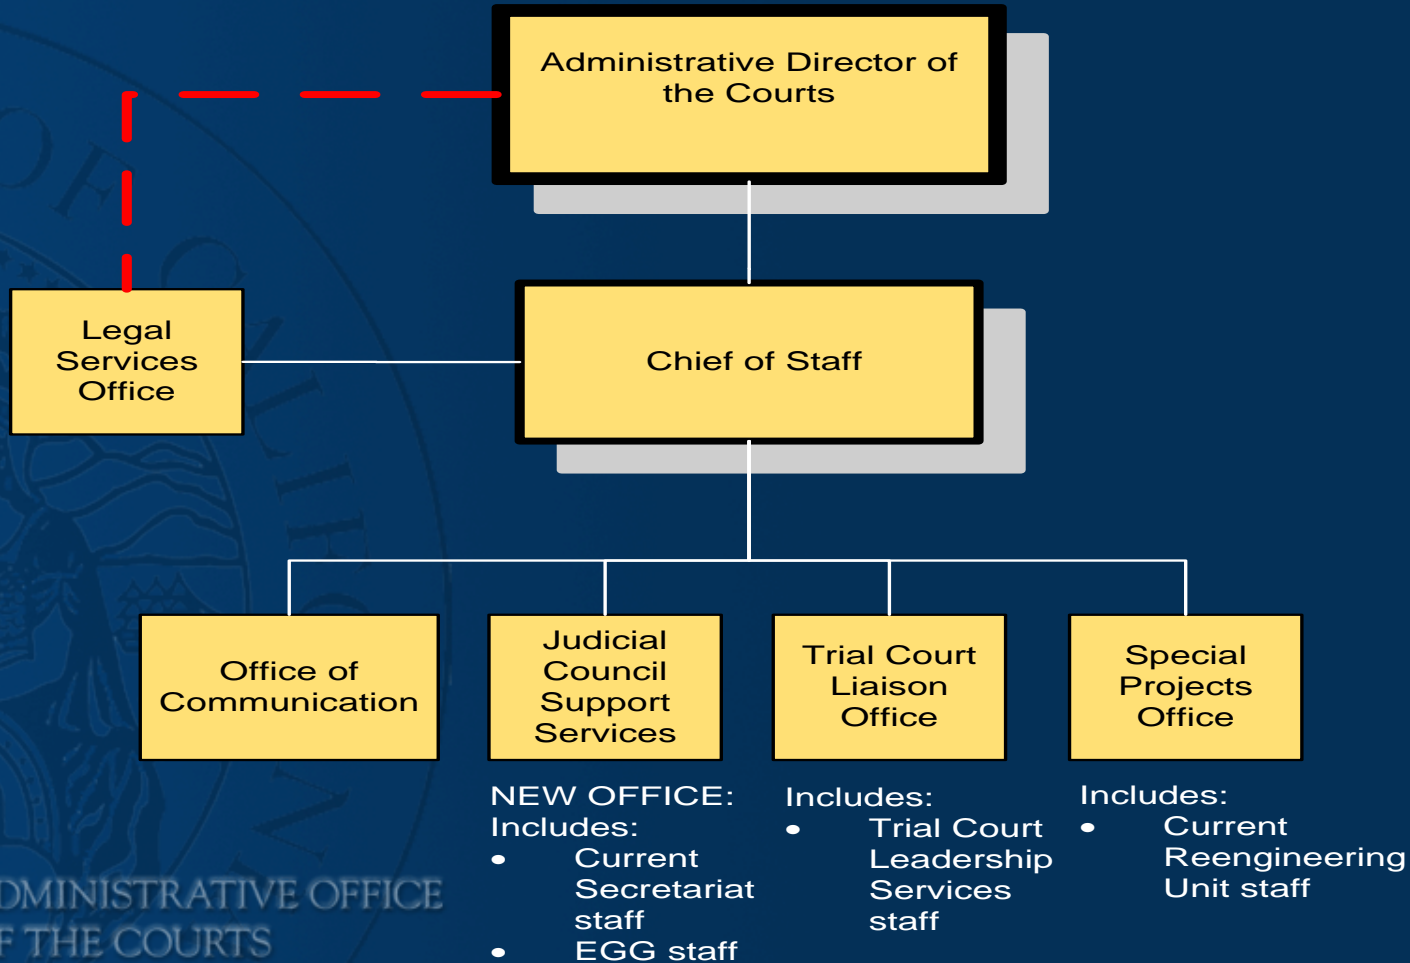 Administrative Director of
the Courts
Legal
Services
Office
Chief of Staff
Office of
Communication
Judicial
Council
Support
Services
Trial Court
Liaison
Office
Special
Projects
Office
NEW OFFICE:
Includes:
• Current
Secretariat
staff
• EGG staff
Includes:
• Trial Court
Leadership
Services
staff
Includes:
• Current
Reengineering
Unit staff
DMINISTRATIVE OFFICE
F THE COURTS
OF CALIFORNI